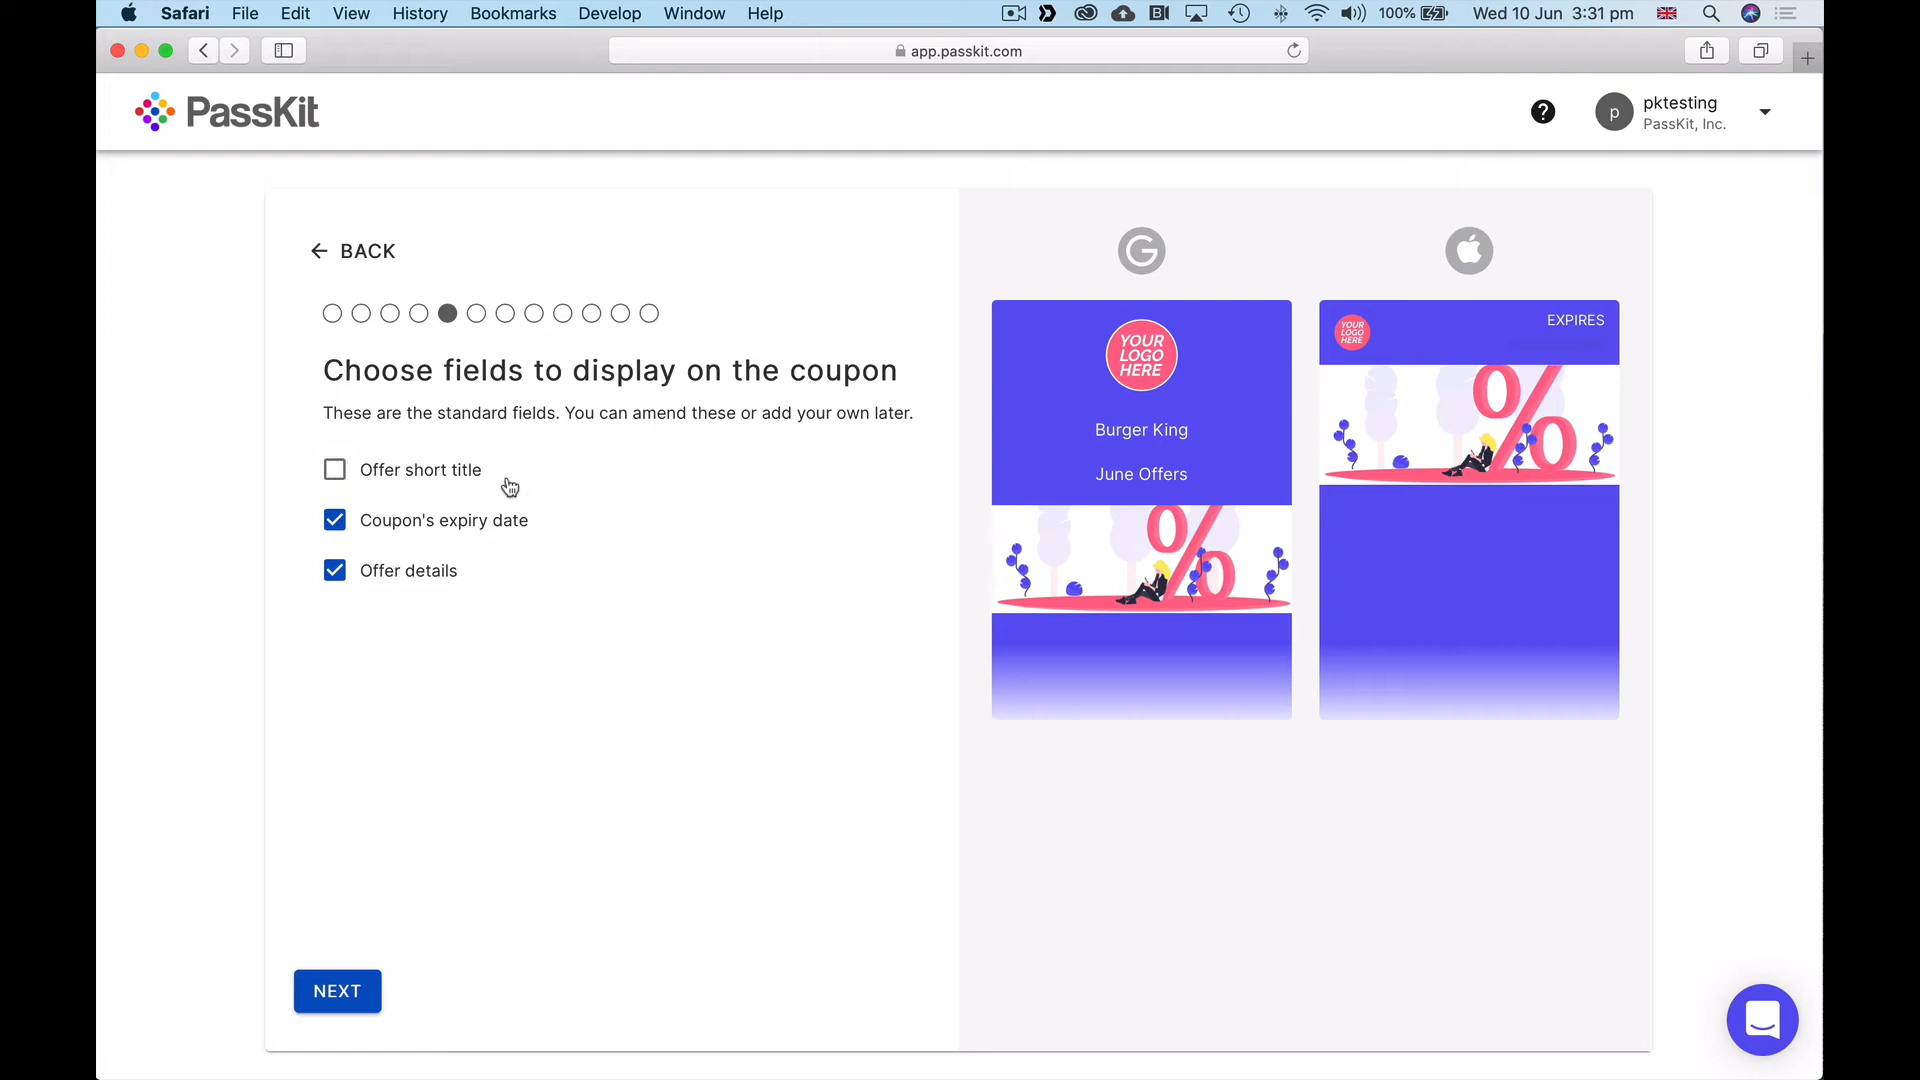 Safari File Edit View History Bookmarks Develop Window Help 100% Wed 10 Jun 3:31 pm
app.passkit.com
PassKit
?
p
pktesting
PassKit, Inc.
BACK
Choose fields to display on the coupon
These are the standard fields. You can amend these or add your own later.
Offer short title
Coupon's expiry date
Offer details
NEXT
G
YOUR
LOGO
HERE
Burger King
June Offers
%
YOUR
LOGO
HERE
EXPIRES
%